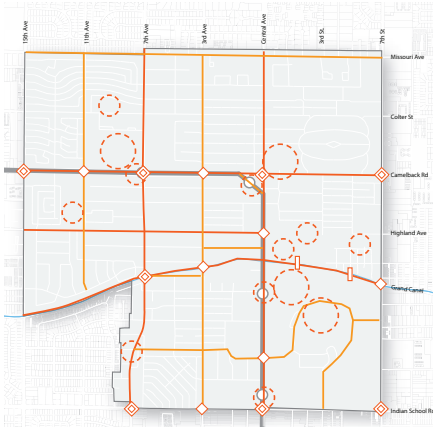 15th Ave
11th Ave
7th Ave
3rd Ave
Central Ave
3rd St.
7th St
Missouri Ave
Colter St
Camelback Rd
Highland Ave
Grand Canal
Indian School Rd